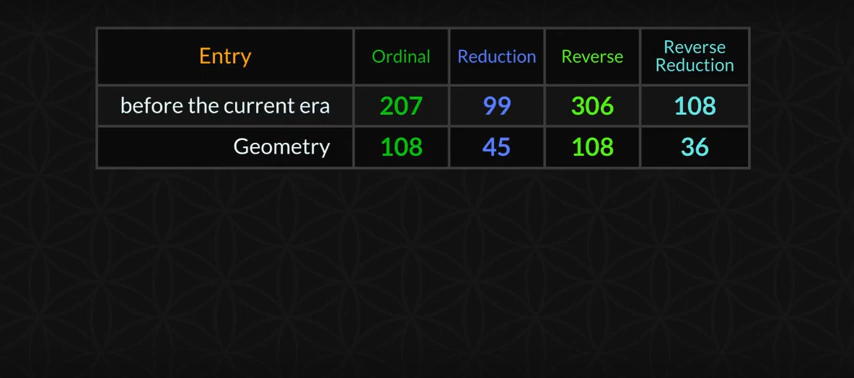 Entry Ordinal Reduction Reverse Reverse Reduction
before the current era 207 99 306 108
Geometry 108 45 108 36